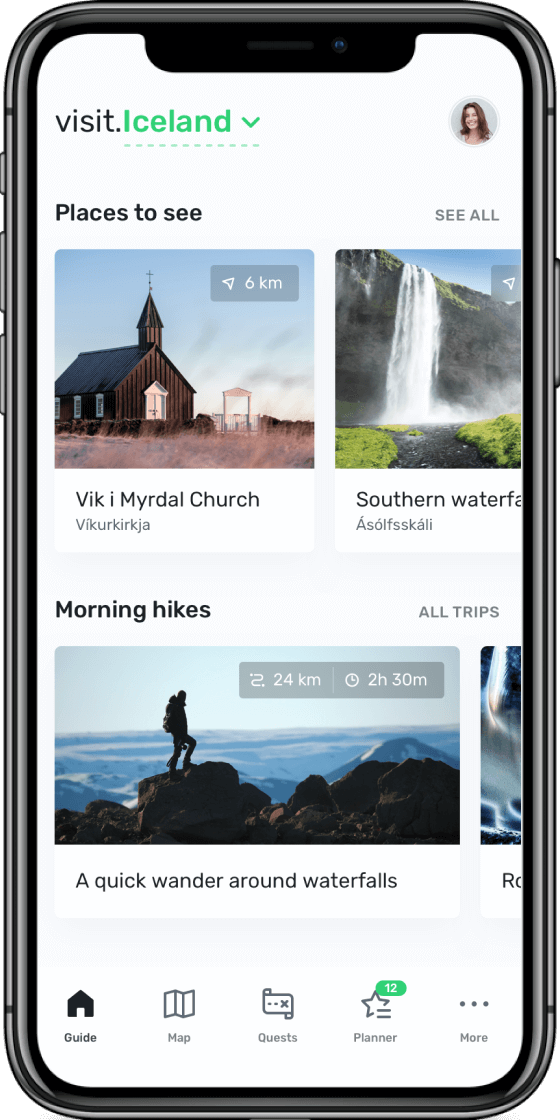 visit.Iceland
Places to see
SEE ALL
6 km
Vik i Myrdal Church
Víkurkirkja
Southern waterfa
Ásólfsskáli
Morning hikes
ALL TRIPS
24 km 2h 30m
A quick wander around waterfalls
12
Guide Map Quests Planner More